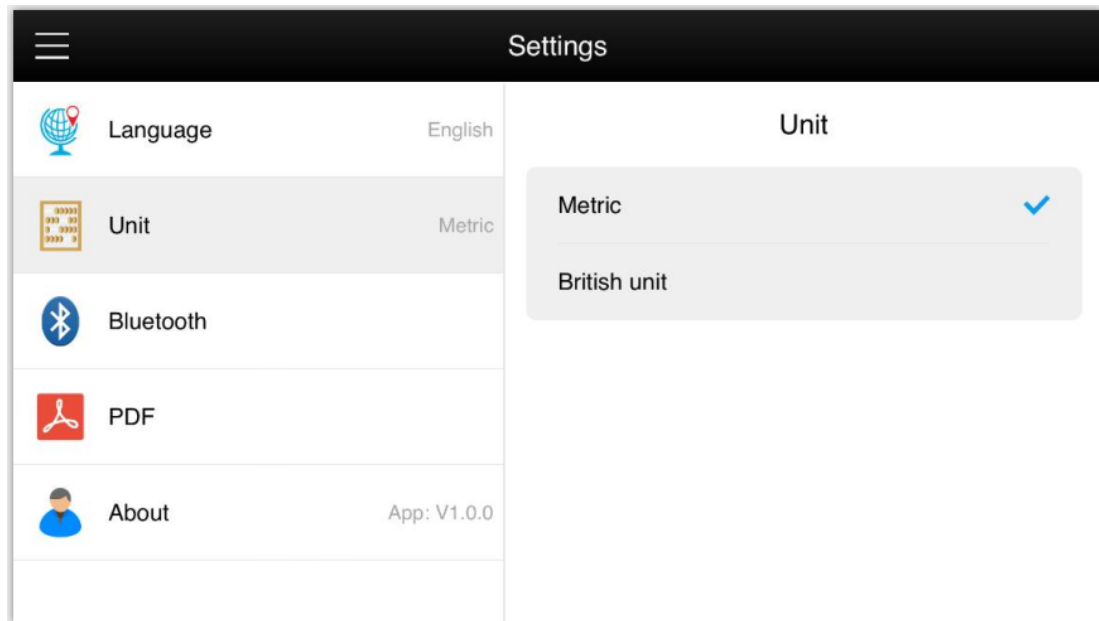 Settings
Language English
Unit Metric
Bluetooth
PDF
About App: V1.0.0
Unit
Metric
British unit